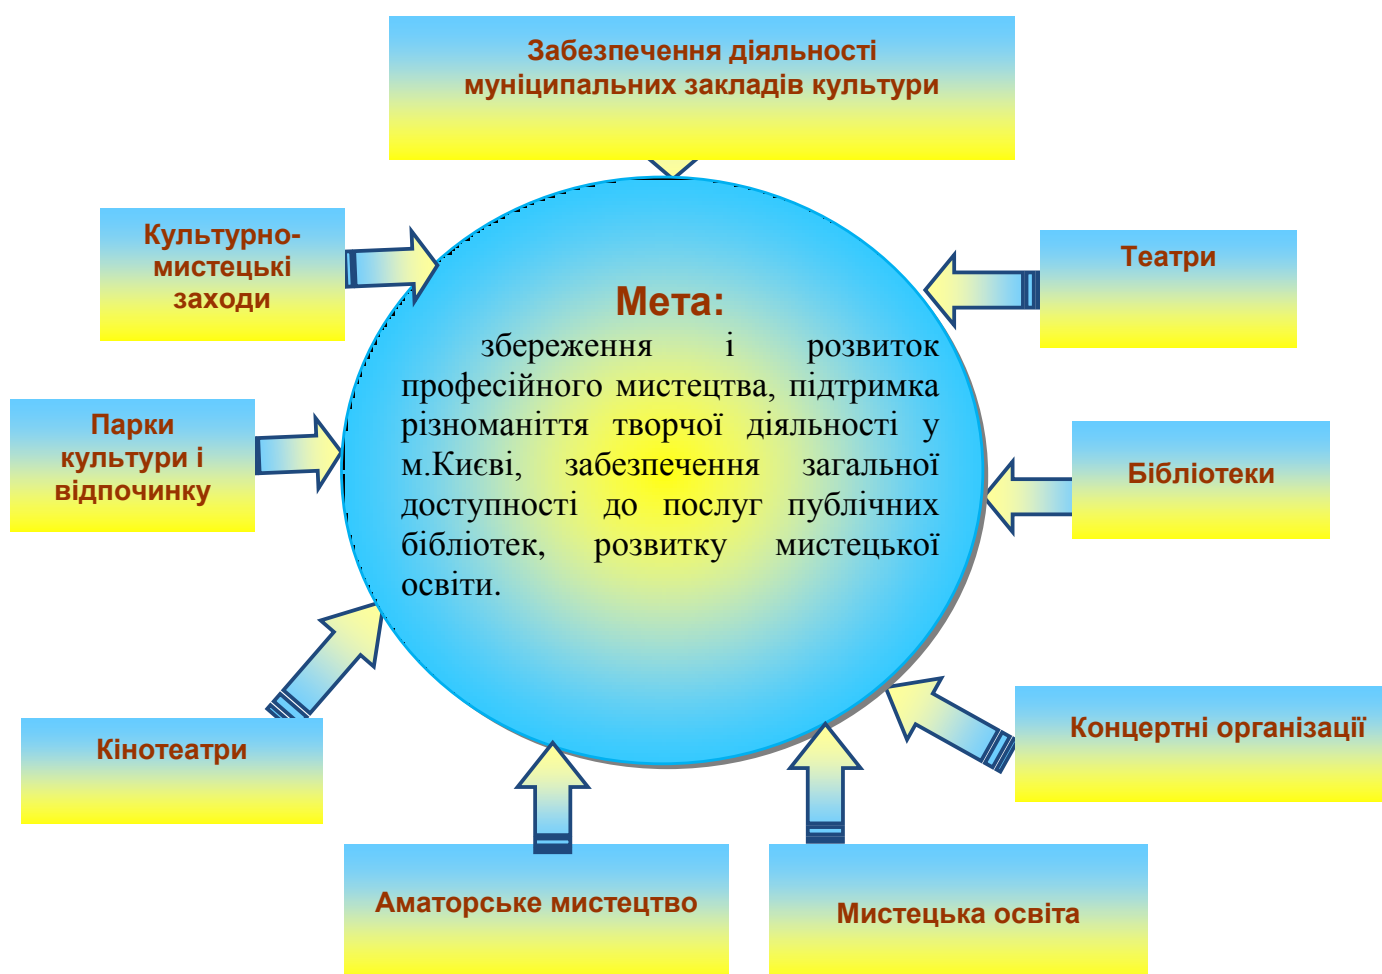 Забезпечення діяльності
муніципальних закладів культури
Культурно-
мистецькі
заходи
Театри
Мета:
збереження і розвиток
професійного мистецтва, підтримка
різноманіття творчої діяльності у
м.Києві, забезпечення загальної
доступності до послуг публічних
бібліотек, розвитку мистецької
освіти.
Парки
культури і
відпочинку
Бібліотеки
Кінотеатри
Концертні організації
Аматорське мистецтво
Мистецька освіта